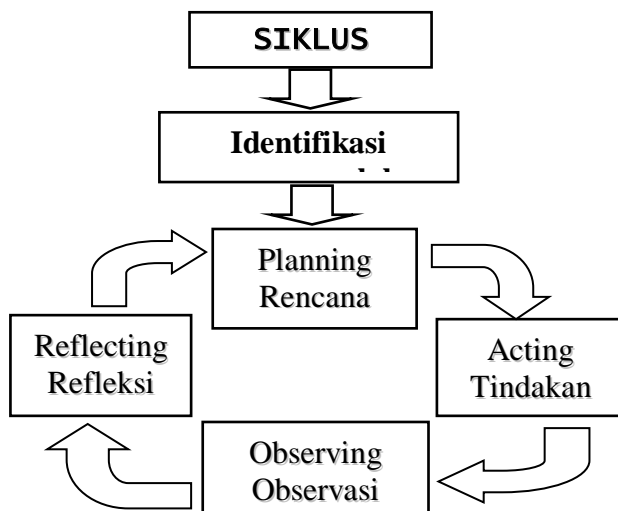 SIKLUS
Identifikasi
Planning
Rencana
Acting
Tindakan
Observing
Observasi
Reflecting
Refleksi